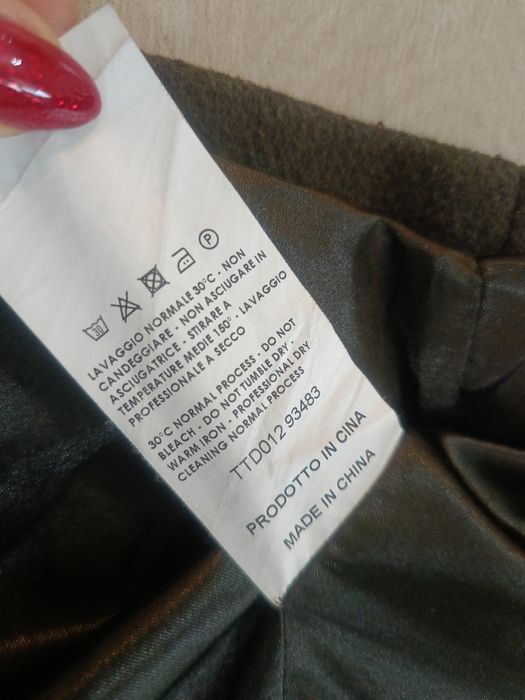 30
P
LAVAGGIO NORMALE 30°C - NON
CANDEGGIARE - NON ASCIUGARE IN
ASCIUGATRICE - STIRARE A
TEMPERATURE MEDIE 150° - LAVAGGIO
PROFESSIONALE A SECCO
30°C NORMAL PROCESS - DO NOT
BLEACH - DO NOT TUMBLE DRY -
WARM IRON - PROFESSIONAL DRY
CLEANING NORMAL PROCESS
TTD012 93483
PRODOTTO IN CINA
MADE IN CHINA